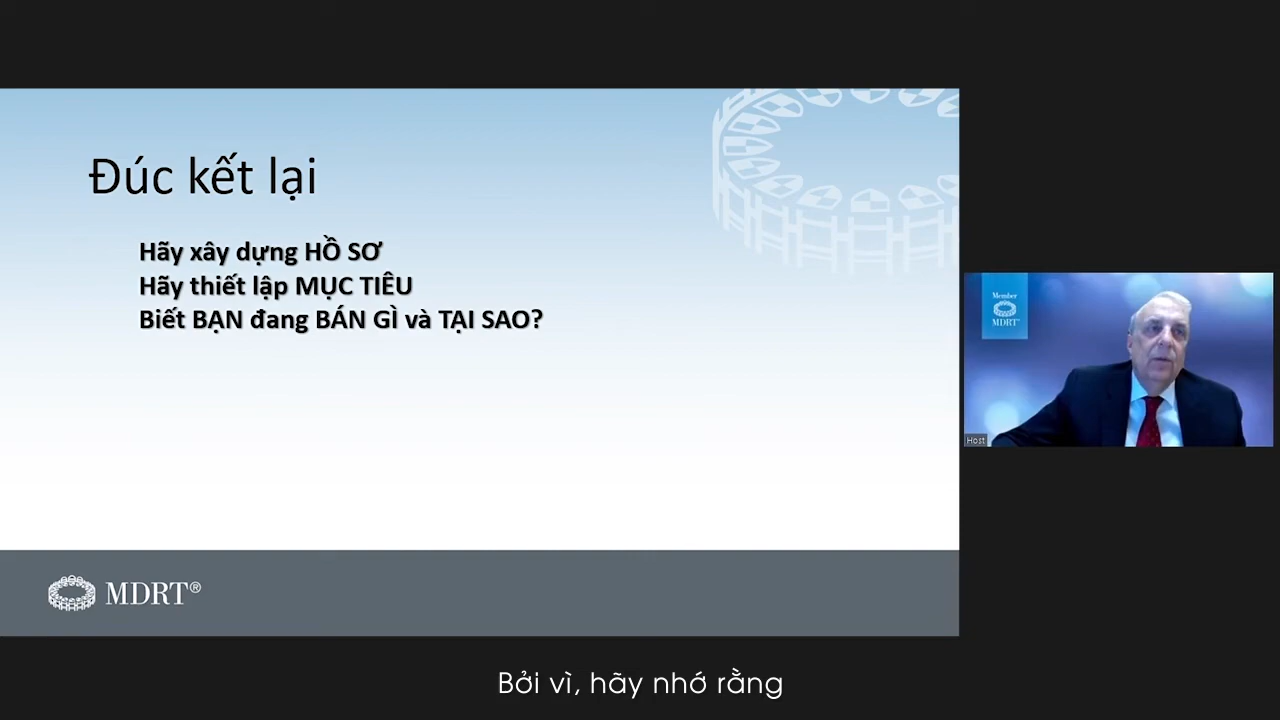 Đúc kết lại
Hãy xây dựng HỒ SƠ
Hãy thiết lập MỤC TIÊU
Biết BẠN đang BÁN GÌ và TẠI SAO?
Member
MDRT
Host
MDRT®
Bởi vì, hãy nhớ rằng